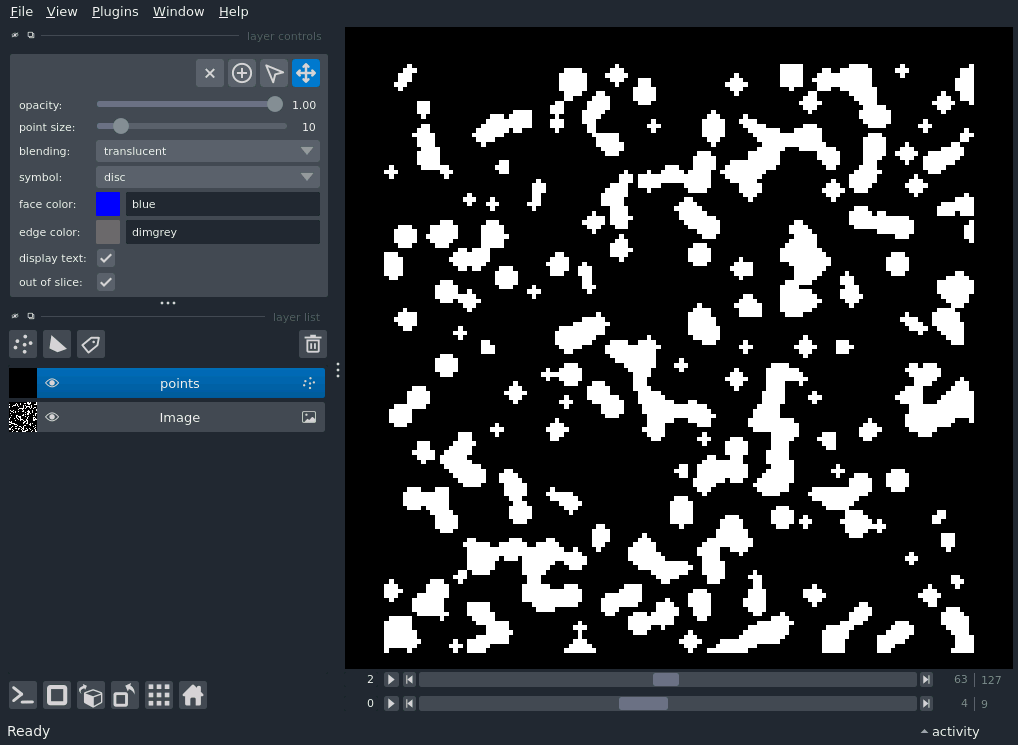 File View Plugins Window Help
layer controls
opacity: 1.00
point size: 10
blending: translucent
symbol: disc
face color: blue
edge color: dimgrey
display text:
out of slice:
layer list
points
Image
2 63 127
0 4 9
Ready activity